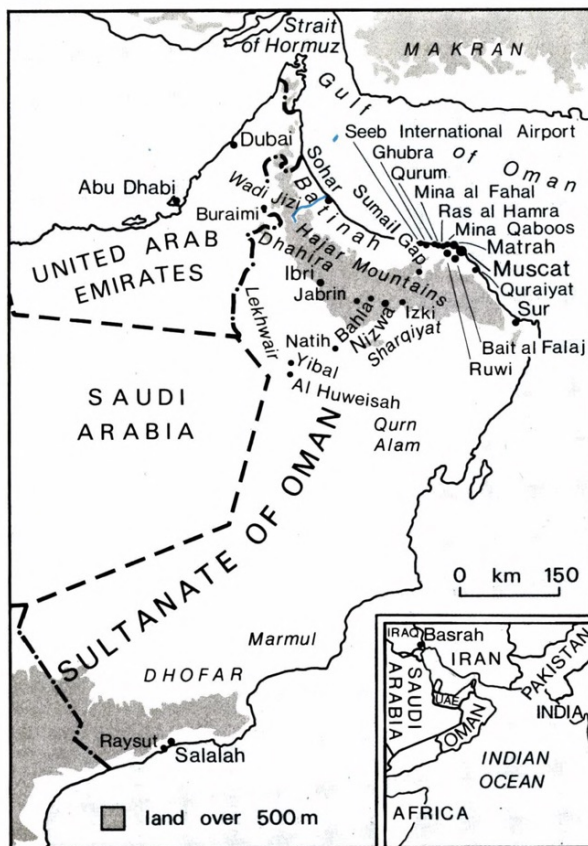 Strait
of Hormuz
MAKRAN
Gulf
of Oman
Seeb International Airport
Ghubra
Qurum
Mina al Fahal
Ras al Hamra
Mina Qaboos
Matrah
Muscat
Quraiyat
Sur
Bait al Falaj
Ruwi
Dubai
Abu Dhabi
Sohar
Batinah
Sumail Gap
Wadi Jizi
Buraimi
Hajar Mountains
Dhahira
UNITED ARAB
EMIRATES
Ibri
Jabrin
Bahla
Nizwa
Izki
Sharqiyat
Lekhwair
Natih
Yibal
Al Huweisah
SAUDI
ARABIA
Qurn
Alam
SULTANATE OF OMAN
0 km 150
Marmul
DHOFAR
Raysut
Salalah
land over 500 m
IRAQ
Basrah
IRAN
PAKISTAN
SAUDI
ARABIA
UAE
OMAN
INDIA
INDIAN
OCEAN
AFRICA